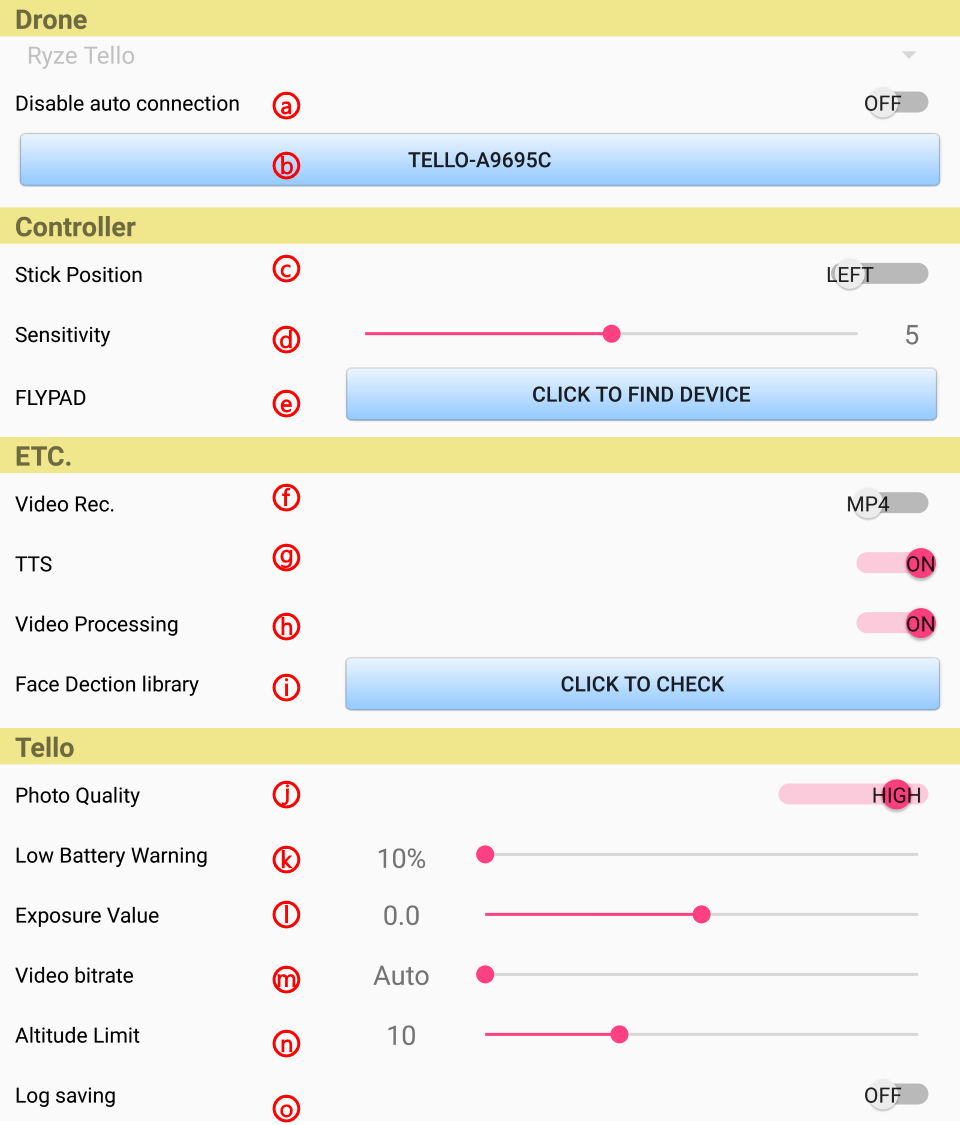 Drone
Ryze Tello
Disable auto connection ⓐ OFF
ⓑ TELLO-A9695C
Controller
Stick Position ⓒ LEFT
Sensitivity ⓓ 5
FLYPAD ⓔ CLICK TO FIND DEVICE
ETC.
Video Rec. ⓕ MP4
TTS ⓖ ON
Video Processing ⓗ ON
Face Dection library ⓘ CLICK TO CHECK
Tello
Photo Quality ⓙ HIGH
Low Battery Warning ⓚ 10%
Exposure Value ⓛ 0.0
Video bitrate ⓜ Auto
Altitude Limit ⓝ 10
Log saving ⓞ OFF